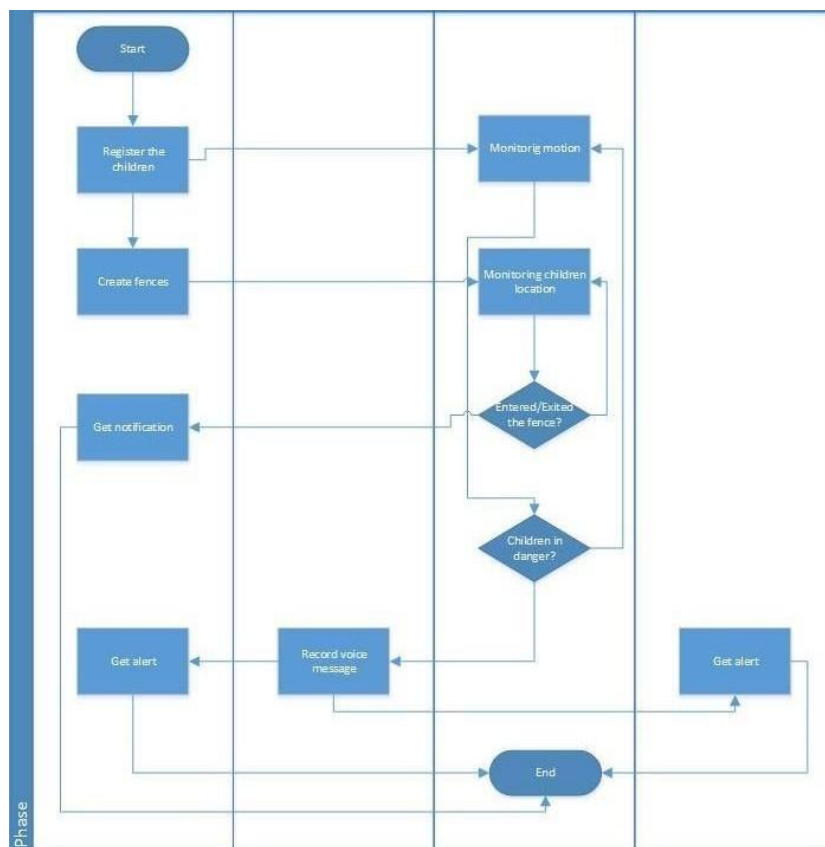 Start
Register the
children
Monitorig motion
Create fences
Monitoring children
location
Get notification
Entered/Exited
the fence?
Children in
danger?
Get alert
Record voice
message
Get alert
End
Phase